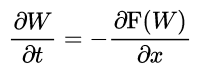 ∂W/∂t = −∂F(W)/∂x